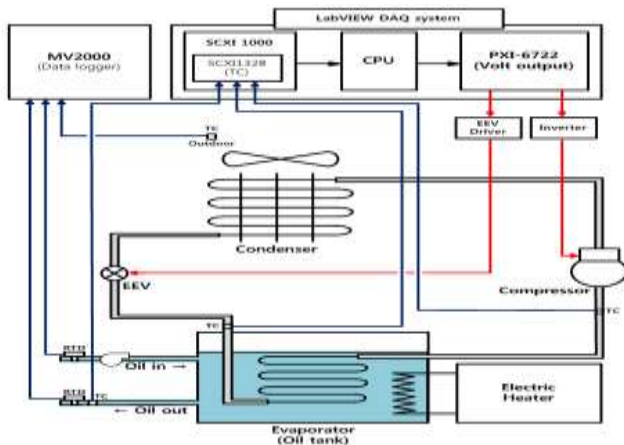 LabVIEW DAQ system
MV2000
(Data logger)
SCXI 1000
SCXI1328
(TC)
CPU
PXI-6722
(Volt output)
EEV
Driver
Inverter
TC
Outdoor
Condenser
EEV
Compressor
TC
TC
RTD
Oil in →
RTD
TC
← Oil out
Evaporator
(Oil tank)
Electric
Heater